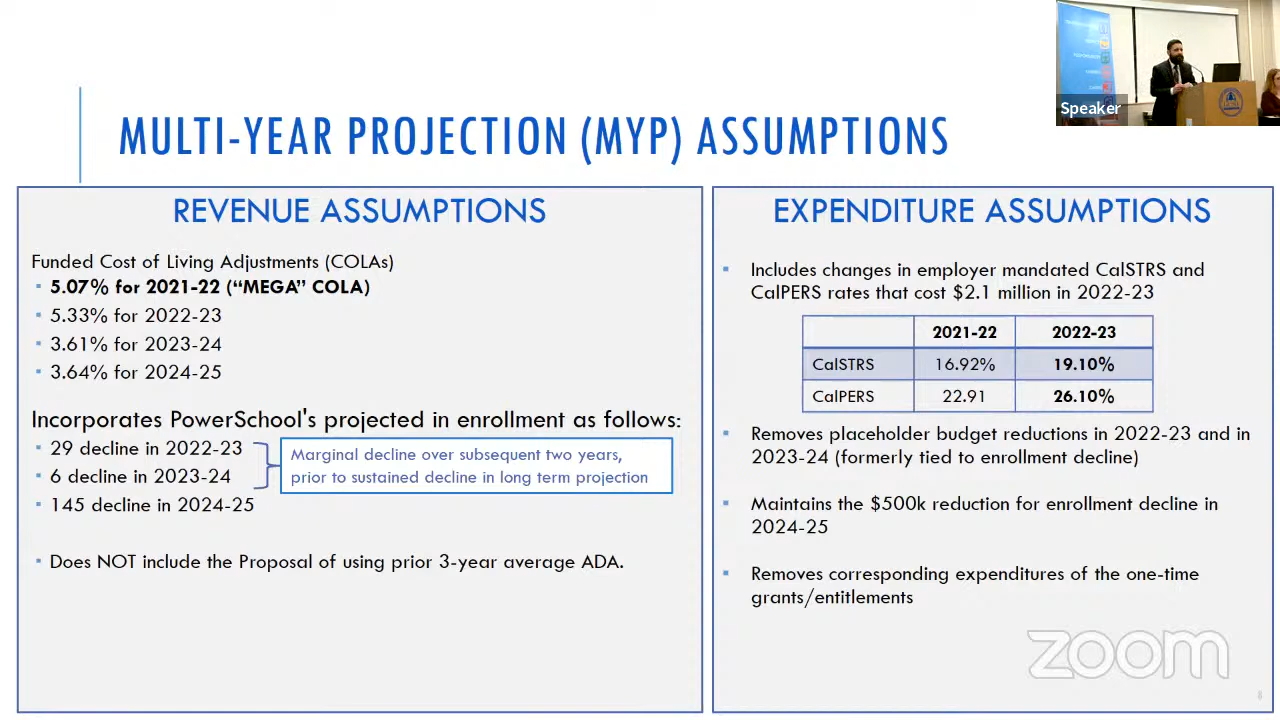 Speaker
MULTI-YEAR PROJECTION (MYP) ASSUMPTIONS
REVENUE ASSUMPTIONS
Funded Cost of Living Adjustments (COLAs)
▪ 5.07% for 2021-22 (“MEGA” COLA)
▪ 5.33% for 2022-23
▪ 3.61% for 2023-24
▪ 3.64% for 2024-25
Incorporates PowerSchool's projected in enrollment as follows:
▪ 29 decline in 2022-23
▪ 6 decline in 2023-24
Marginal decline over subsequent two years,
prior to sustained decline in long term projection
▪ 145 decline in 2024-25
▪ Does NOT include the Proposal of using prior 3-year average ADA.
EXPENDITURE ASSUMPTIONS
▪ Includes changes in employer mandated CalSTRS and
CalPERS rates that cost $2.1 million in 2022-23
2021-22 2022-23
CalSTRS 16.92% 19.10%
CalPERS 22.91 26.10%
▪ Removes placeholder budget reductions in 2022-23 and in
2023-24 (formerly tied to enrollment decline)
▪ Maintains the $500k reduction for enrollment decline in
2024-25
▪ Removes corresponding expenditures of the one-time
grants/entitlements
zoom
8